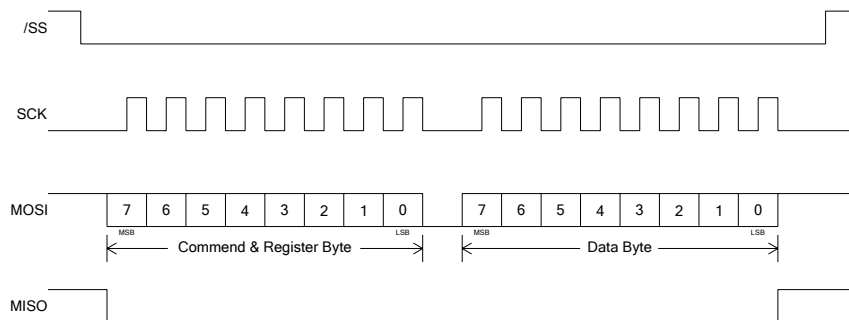 /SS
SCK
MOSI 7 6 5 4 3 2 1 0 7 6 5 4 3 2 1 0
MSB LSB MSB LSB
Commend & Register Byte Data Byte
MISO